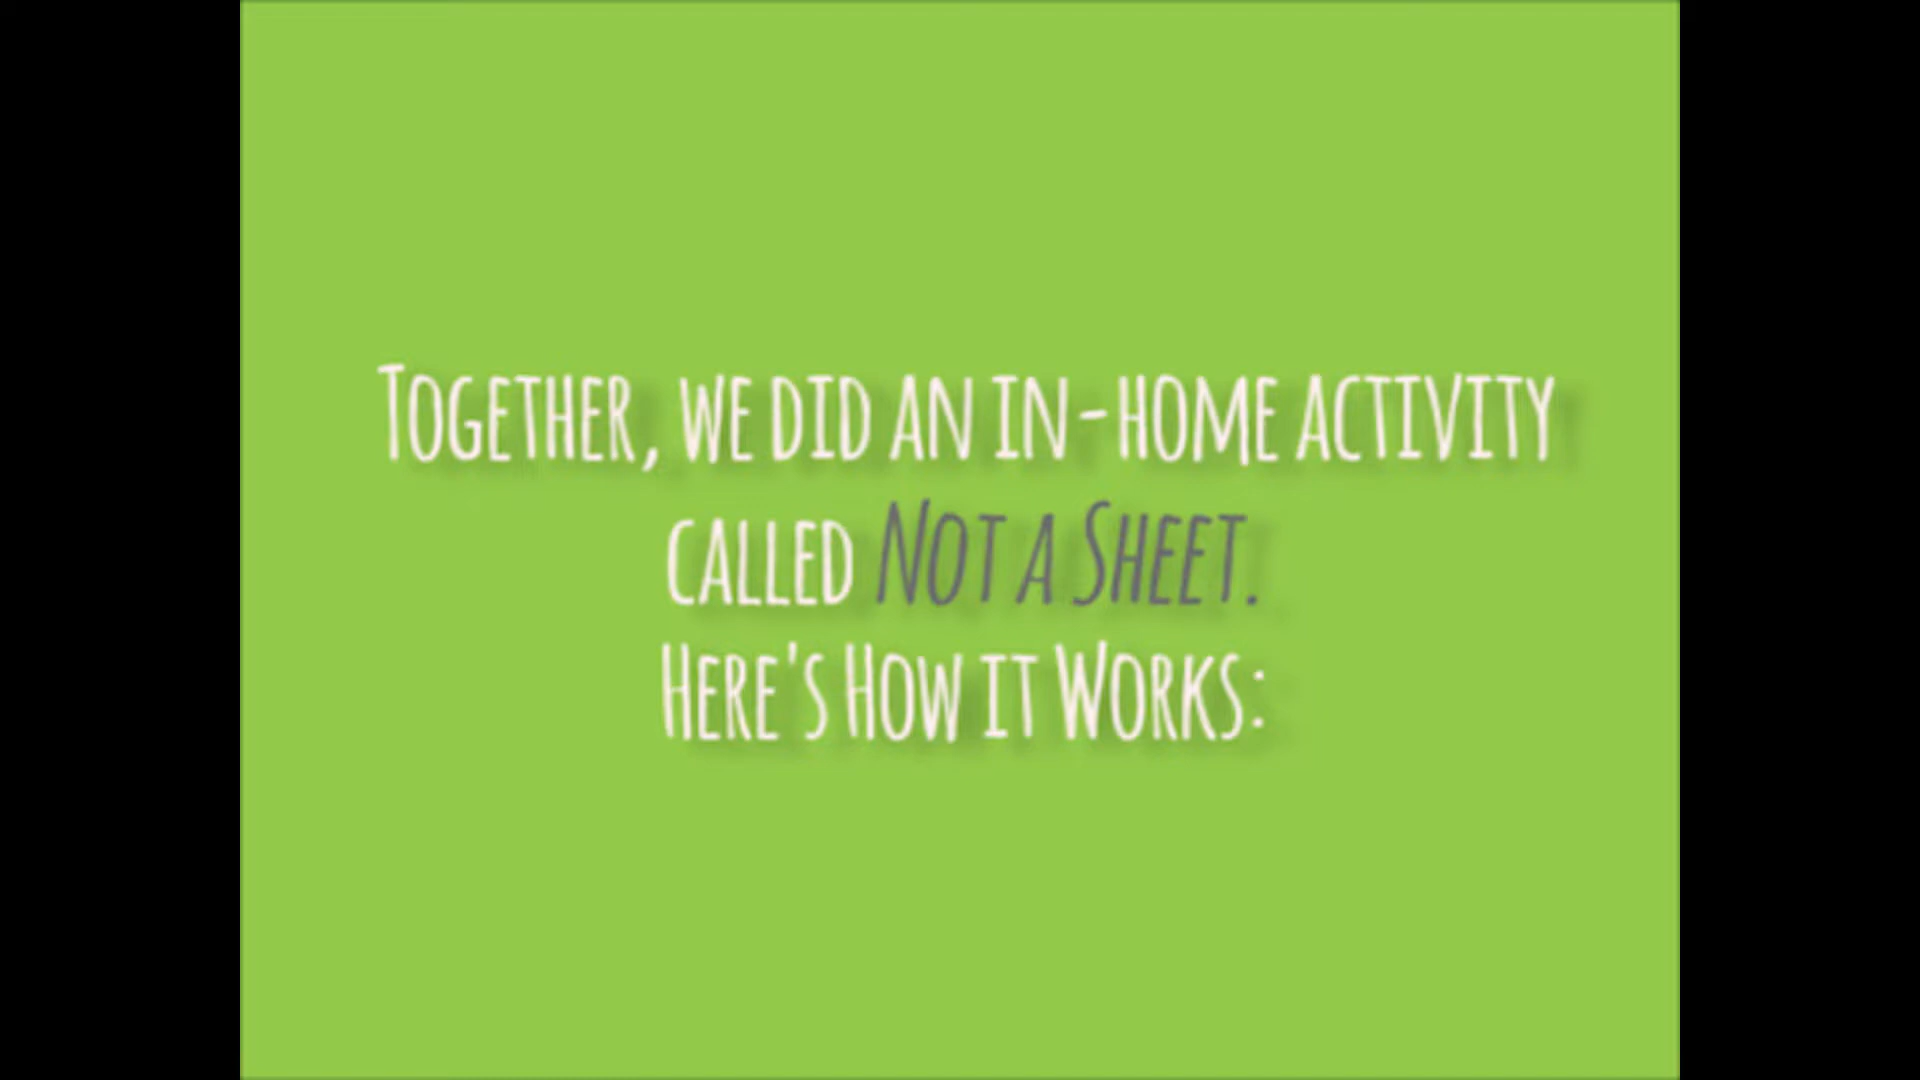 Together, we did an in-home activity
called Not a Sheet.
Here's How it Works: